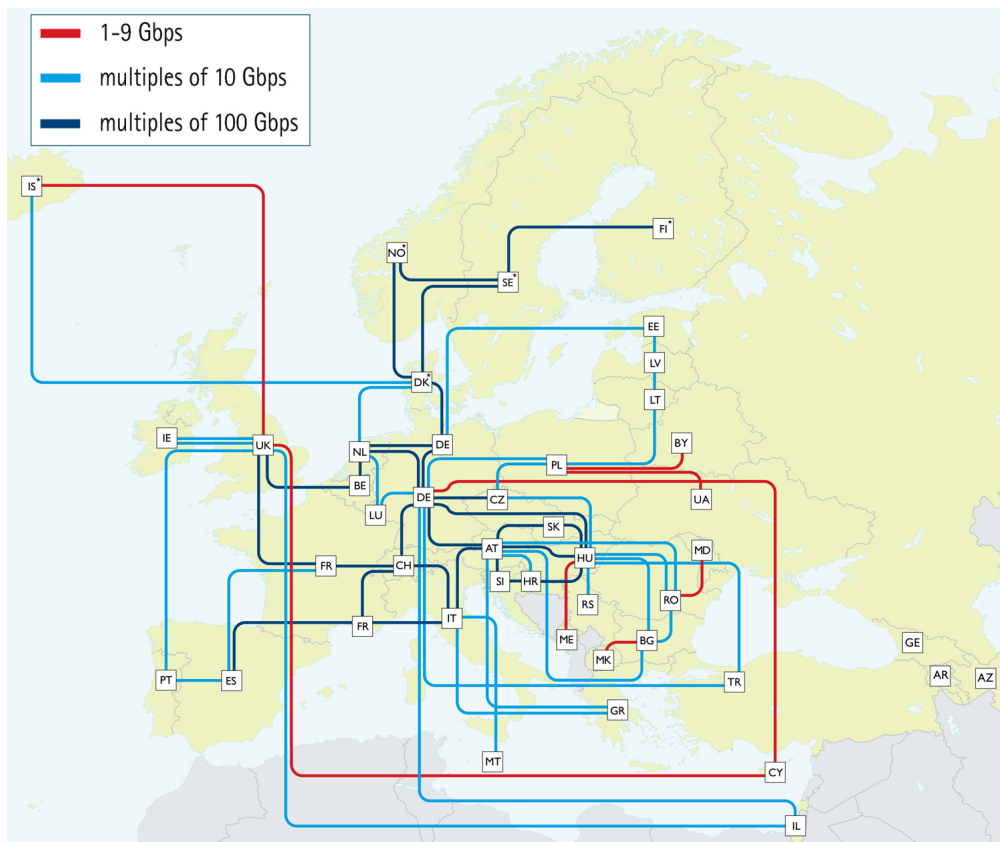 1-9 Gbps
multiples of 10 Gbps
multiples of 100 Gbps
IS*
FI*
NO*
SE*
EE
LV
DK*
LT
IE
UK
NL
DE
BY
PL
BE
DE
CZ
UA
LU
SK
AT
HU
MD
FR
CH
SI
HR
RS
RO
IT
FR
ME
BG
GE
MK
PT
ES
TR
AR
AZ
GR
MT
CY
IL